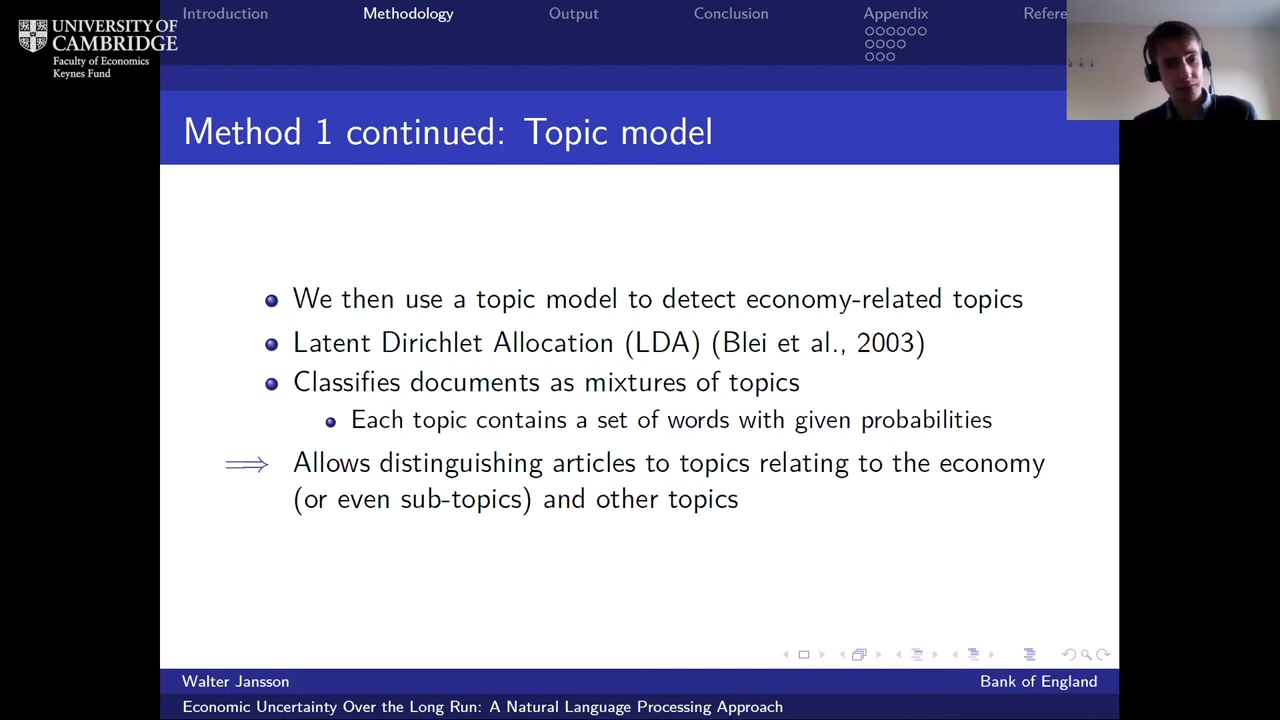 UNIVERSITY OF
CAMBRIDGE
Faculty of Economics
Keynes Fund
Introduction Methodology Output Conclusion Appendix Refere
Method 1 continued: Topic model
We then use a topic model to detect economy-related topics
Latent Dirichlet Allocation (LDA) (Blei et al., 2003)
Classifies documents as mixtures of topics
Each topic contains a set of words with given probabilities
Allows distinguishing articles to topics relating to the economy
(or even sub-topics) and other topics
Walter Jansson Bank of England
Economic Uncertainty Over the Long Run: A Natural Language Processing Approach